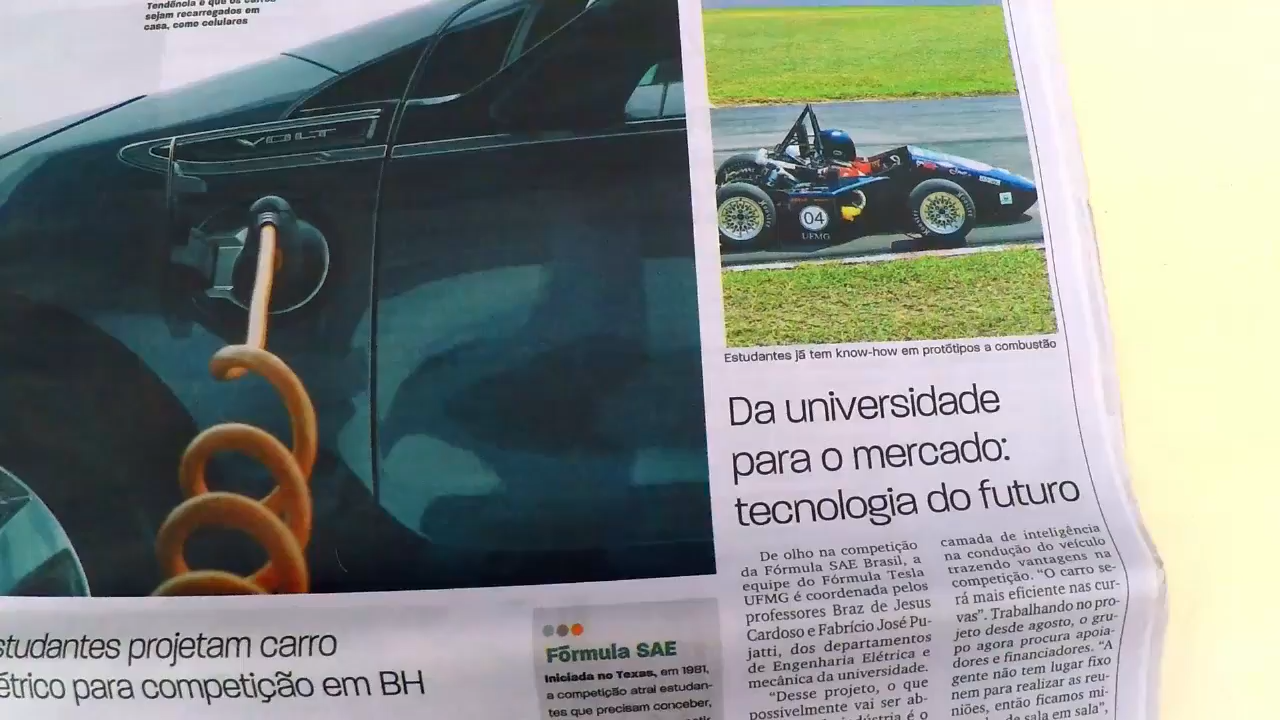 Tendência é que os carros
sejam recarregados em
casa, como celulares
VOLT
04
UFMG
Estudantes já tem know-how em protótipos a combustão
Da universidade
para o mercado:
tecnologia do futuro
De olho na competição
da Fórmula SAE Brasil, a
equipe do Fórmula Tesla
UFMG é coordenada pelos
professores Braz de Jesus
Cardoso e Fabrício José Pu-
jatti, dos departamentos
de Engenharia Elétrica e
mecânica da universidade.
"Desse projeto, o que
possivelmente vai ser ab-
é o
camada de inteligência
na condução do veículo
trazendo vantagens na
competição. "O carro se-
rá mais eficiente nas cur-
vas". Trabalhando no pro-
jeto desde agosto, o gru-
po agora procura apoia-
dores e financiadores. "A
gente não tem lugar fixo
nem para realizar as reu-
niões, então ficamos mi-
de sala em sala",
studantes projetam carro
étrico para competição em BH
Fórmula SAE
Iniciada no Texas, em 1981,
a competição atral estudan-
tes que precisam conceber,